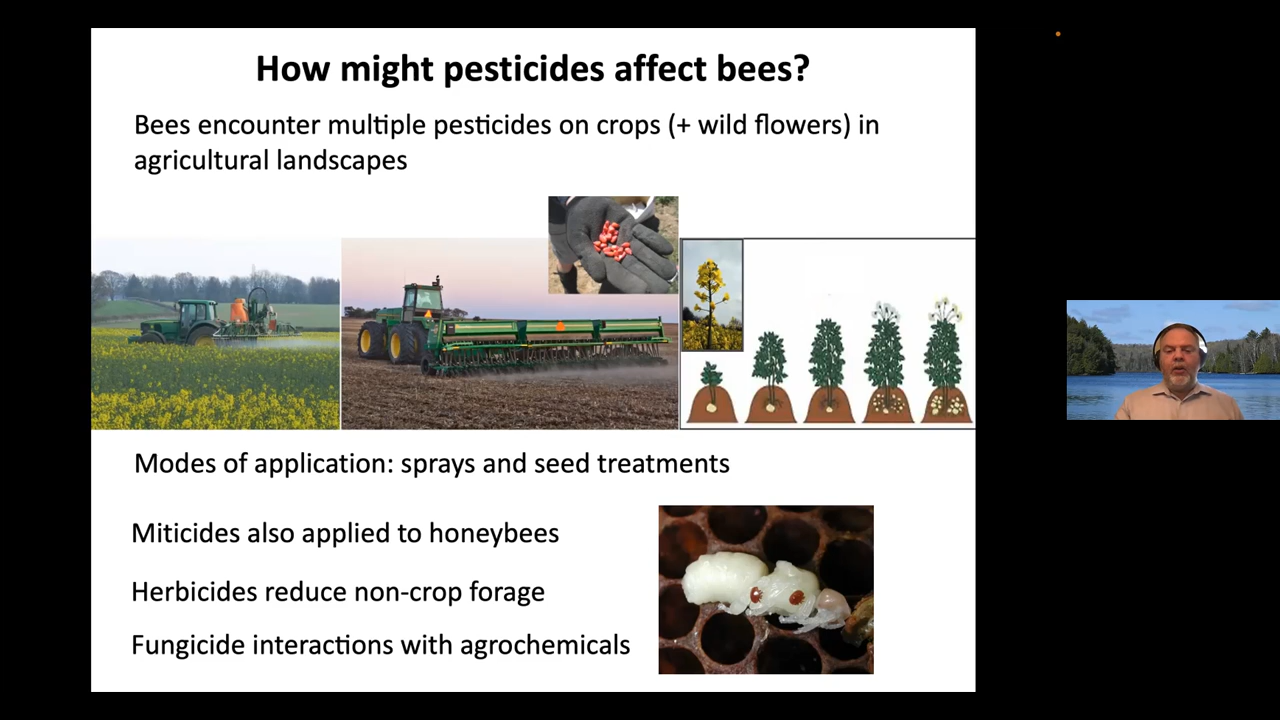 How might pesticides affect bees?
Bees encounter multiple pesticides on crops (+ wild flowers) in
agricultural landscapes
Modes of application: sprays and seed treatments
Miticides also applied to honeybees
Herbicides reduce non-crop forage
Fungicide interactions with agrochemicals